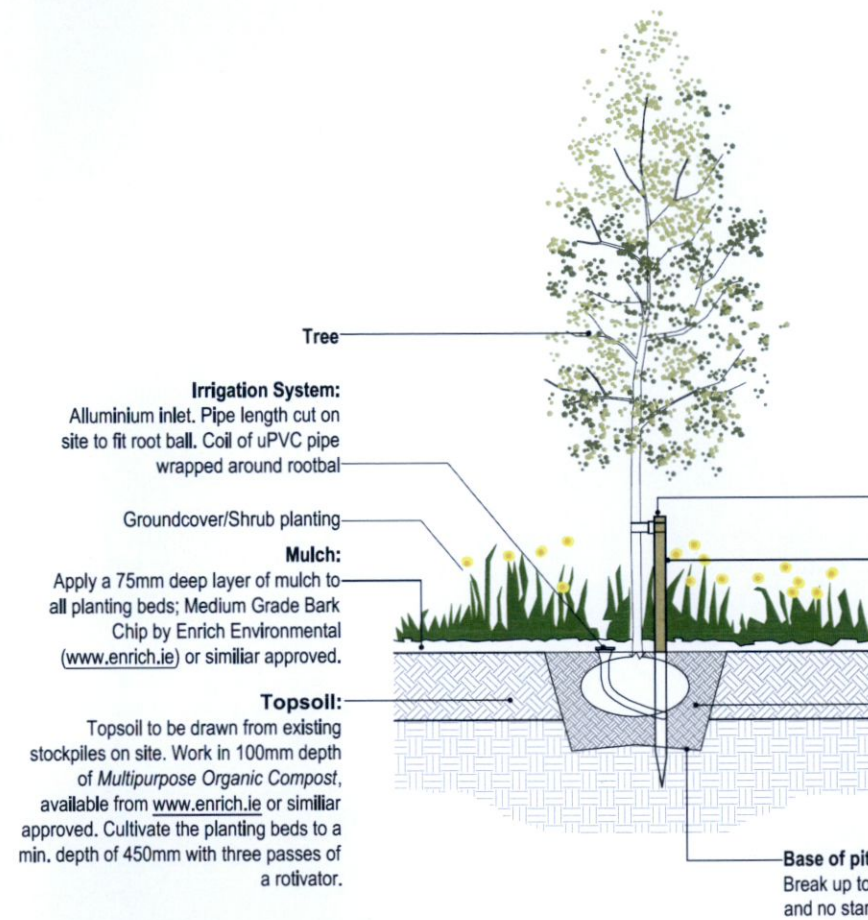 Tree
Irrigation System:
Alluminium inlet. Pipe length cut on
site to fit root ball. Coil of uPVC pipe
wrapped around rootbal
Groundcover/Shrub planting
Mulch:
Apply a 75mm deep layer of mulch to
all planting beds; Medium Grade Bark
Chip by Enrich Environmental
(www.enrich.ie) or similiar approved.
Topsoil:
Topsoil to be drawn from existing
stockpiles on site. Work in 100mm depth
of Multipurpose Organic Compost,
available from www.enrich.ie or similiar
approved. Cultivate the planting beds to a
min. depth of 450mm with three passes of
a rotivator.
Base of pit
Break up to
and no star